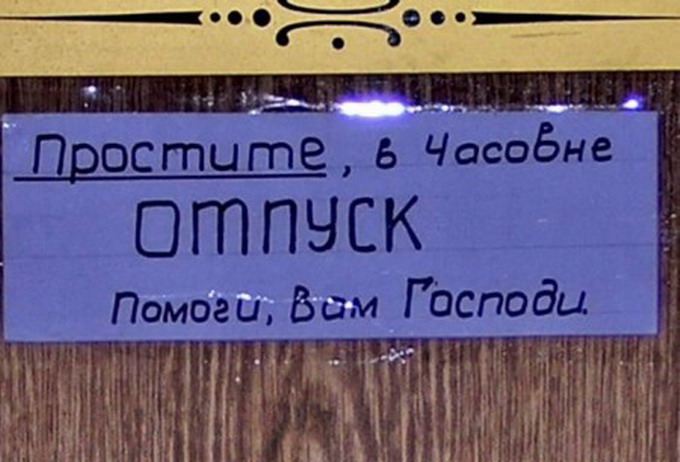 Простите, в часовне
ОТПУСК
Помоги, Вам Господи.